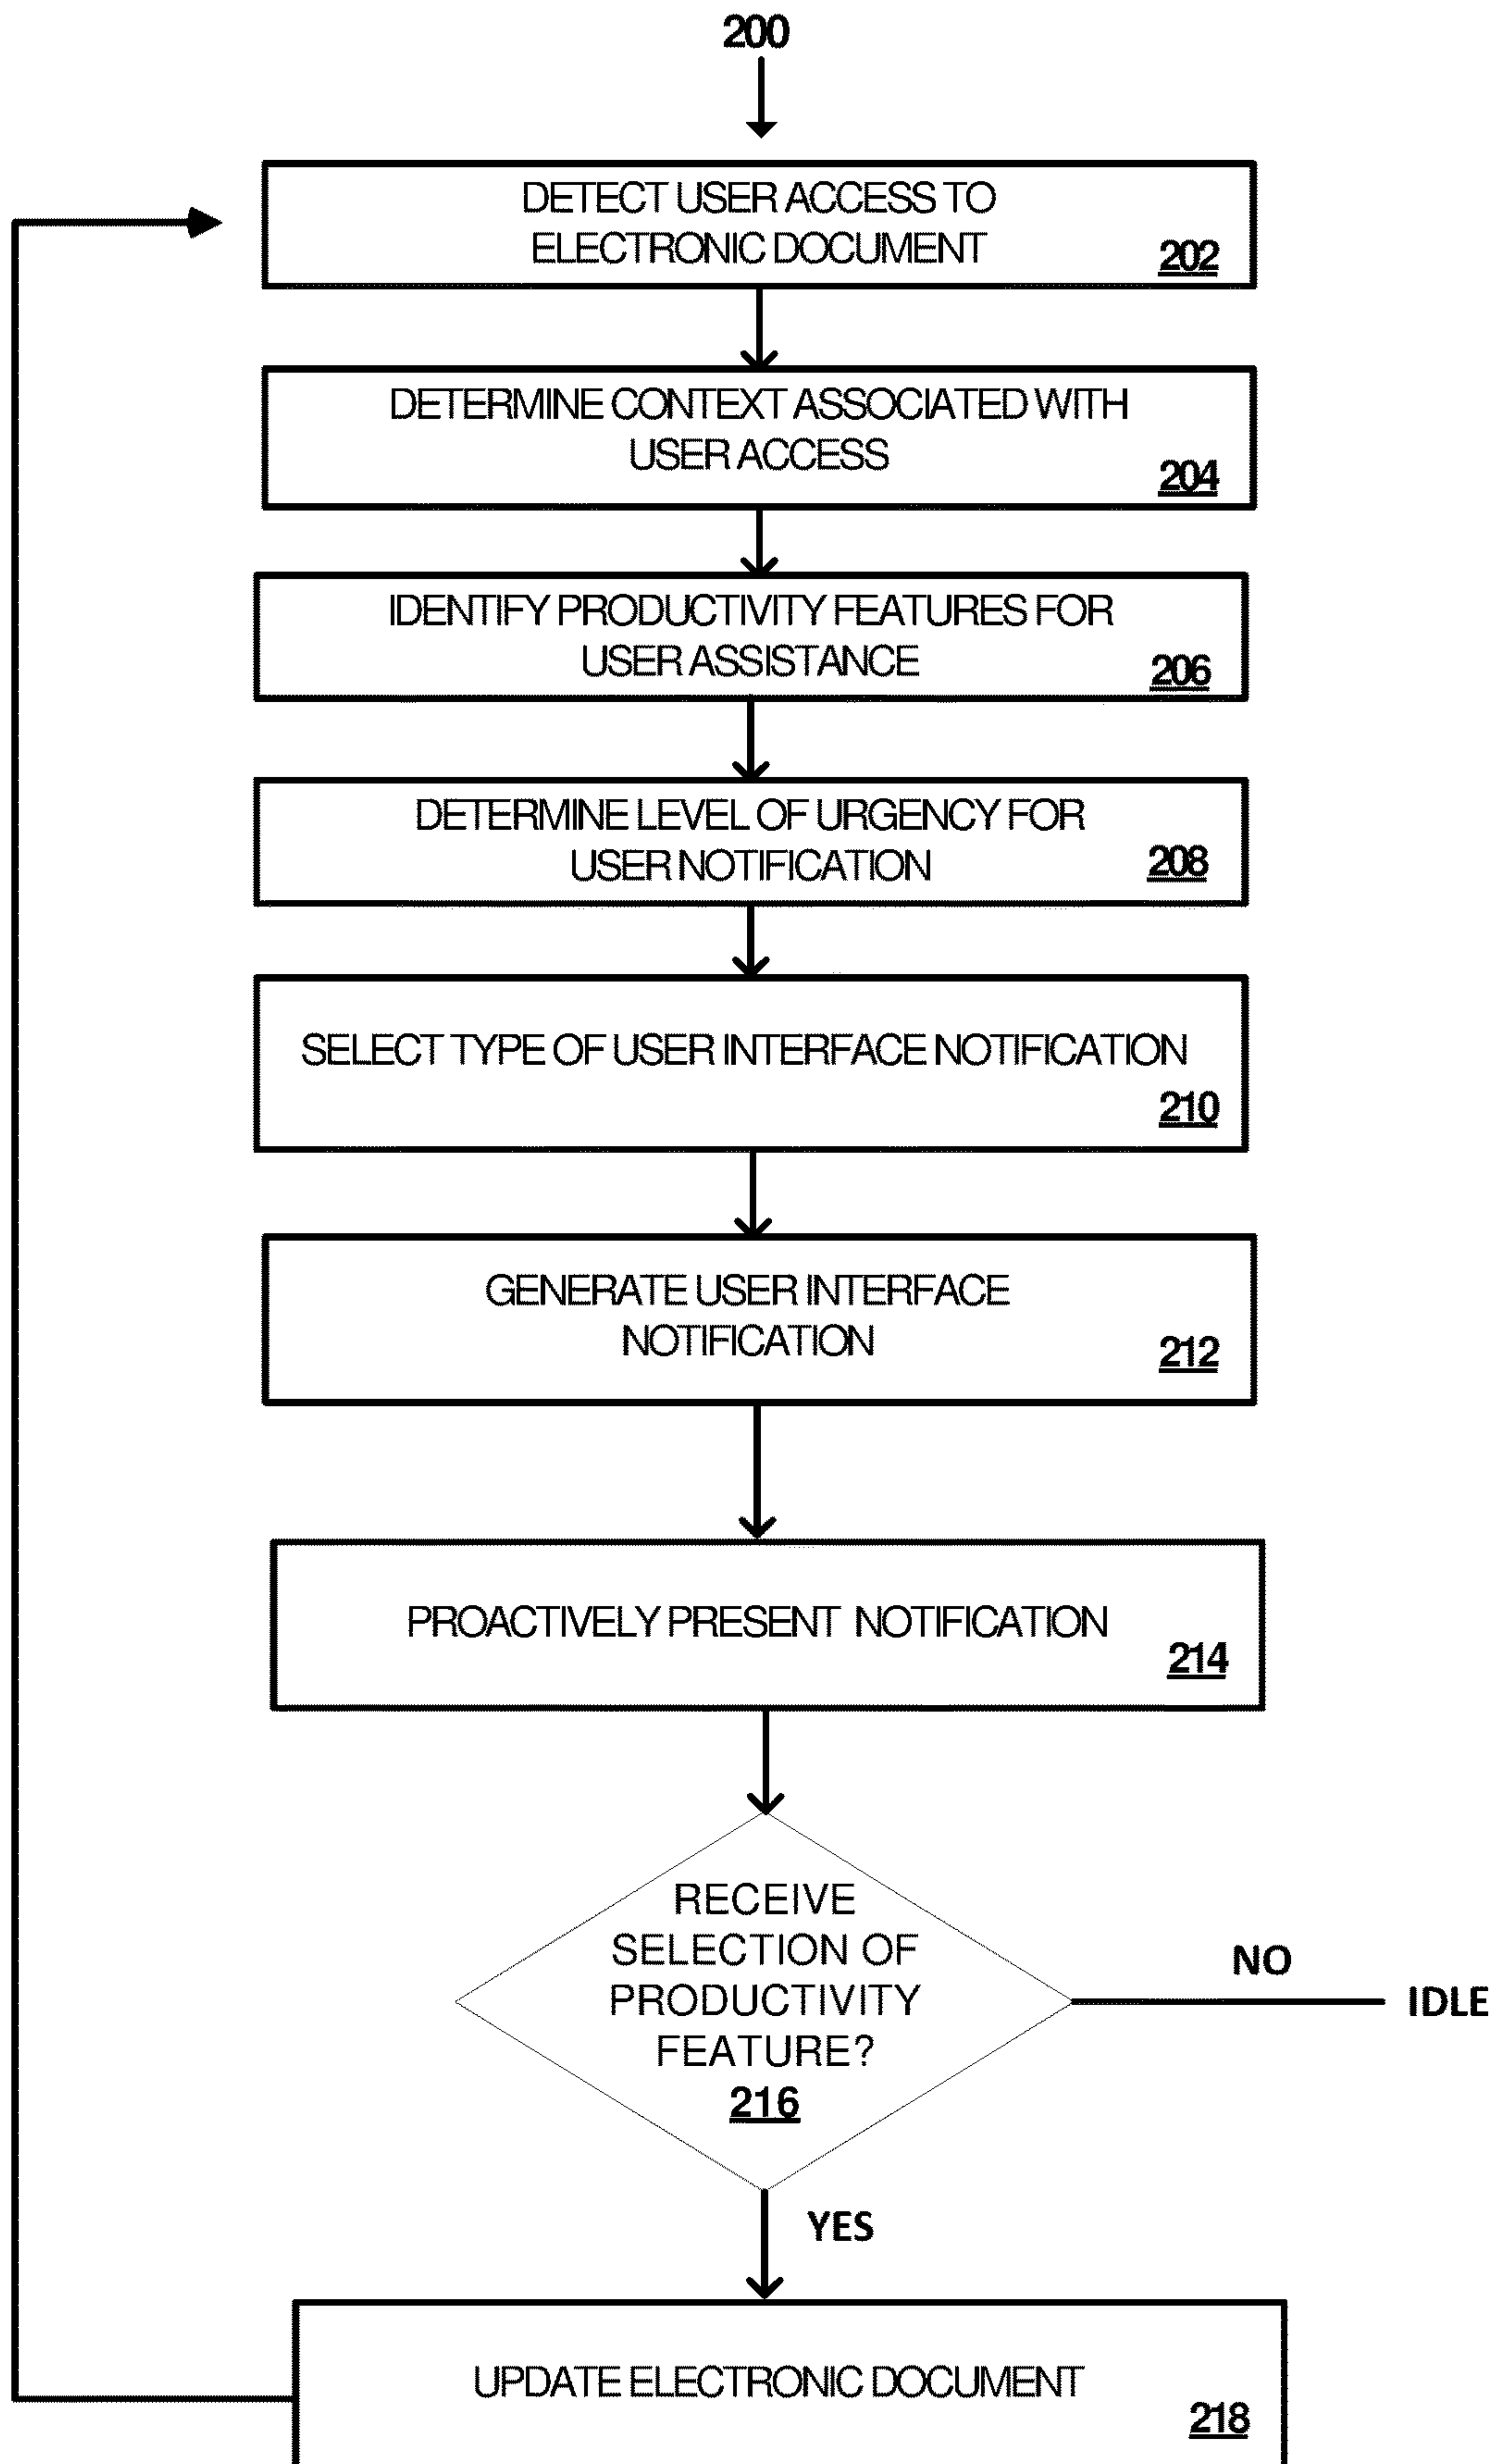 200
DETECT USER ACCESS TO
ELECTRONIC DOCUMENT
202
DETERMINE CONTEXT ASSOCIATED WITH
USER ACCESS
204
IDENTIFY PRODUCTIVITY FEATURES FOR
USER ASSISTANCE
206
DETERMINE LEVEL OF URGENCY FOR
USER NOTIFICATION
208
SELECT TYPE OF USER INTERFACE NOTIFICATION
210
GENERATE USER INTERFACE
NOTIFICATION
212
PROACTIVELY PRESENT NOTIFICATION
214
RECEIVE
SELECTION OF
PRODUCTIVITY
FEATURE?
216
NO
IDLE
YES
UPDATE ELECTRONIC DOCUMENT
218